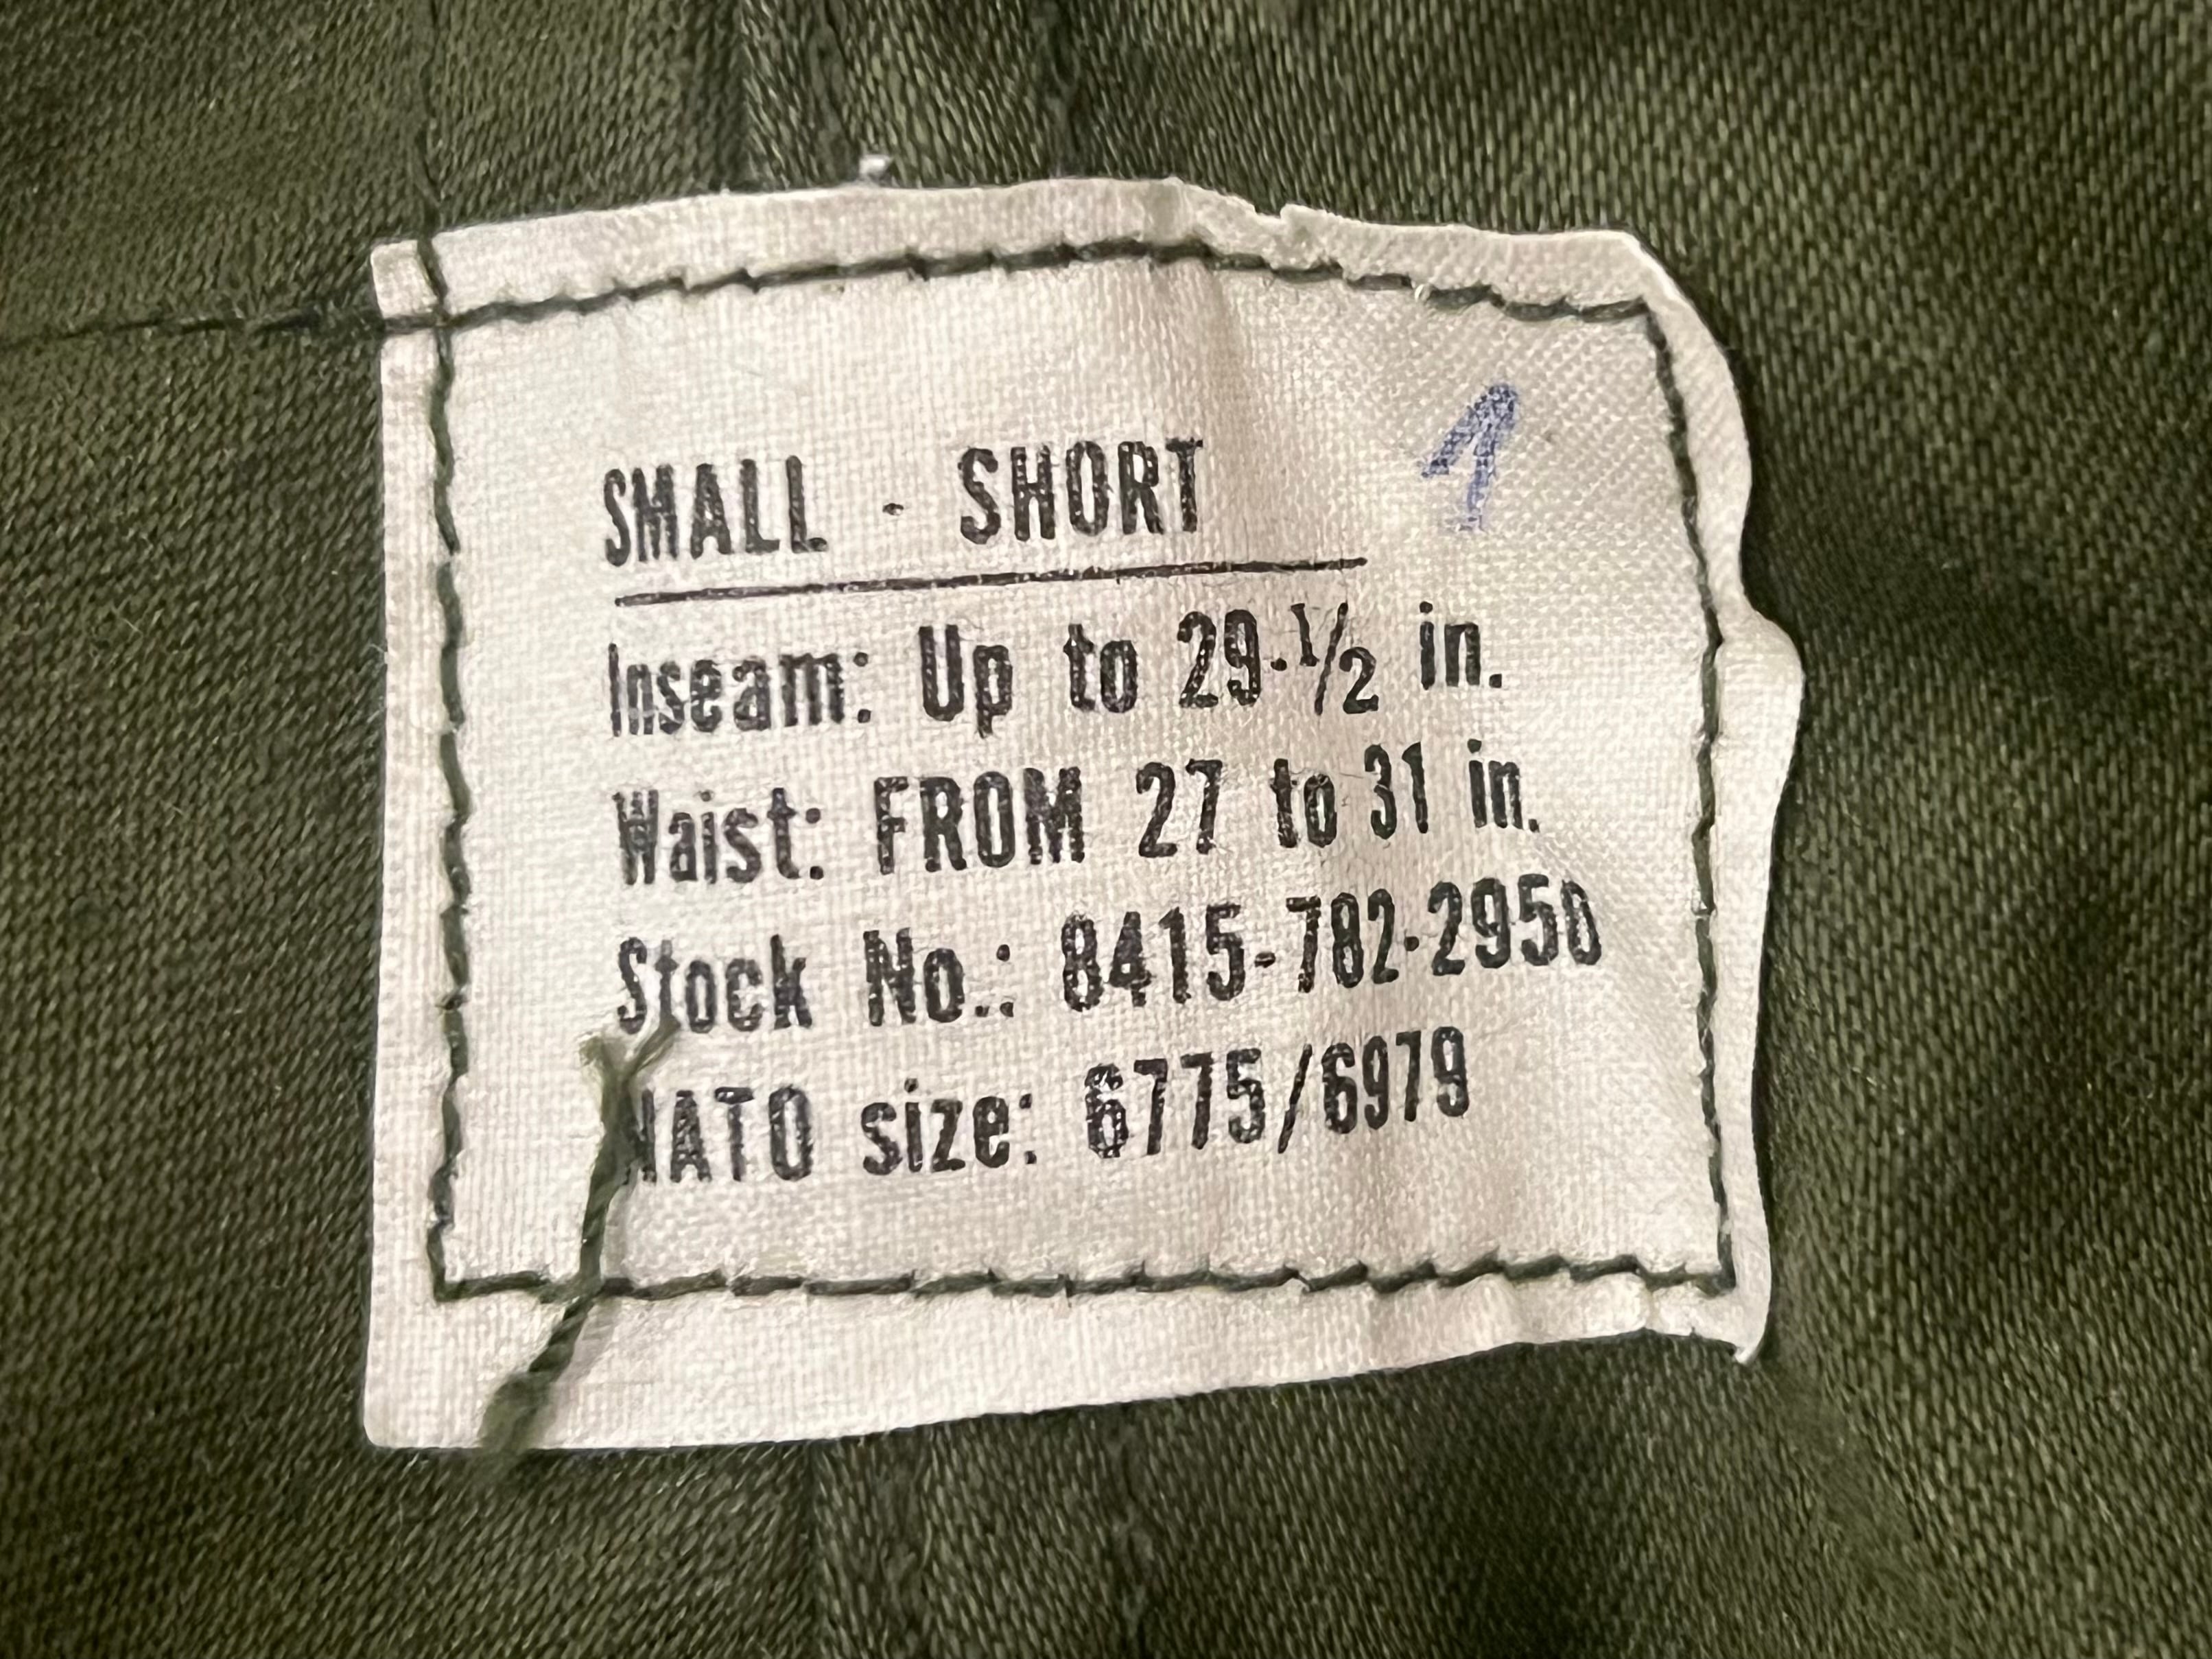 1
SMALL - SHORT
Inseam: Up to 29-1/2 in.
Waist: FROM 27 to 31 in.
Stock No.: 8415-782-2950
NATO size: 6775/6979